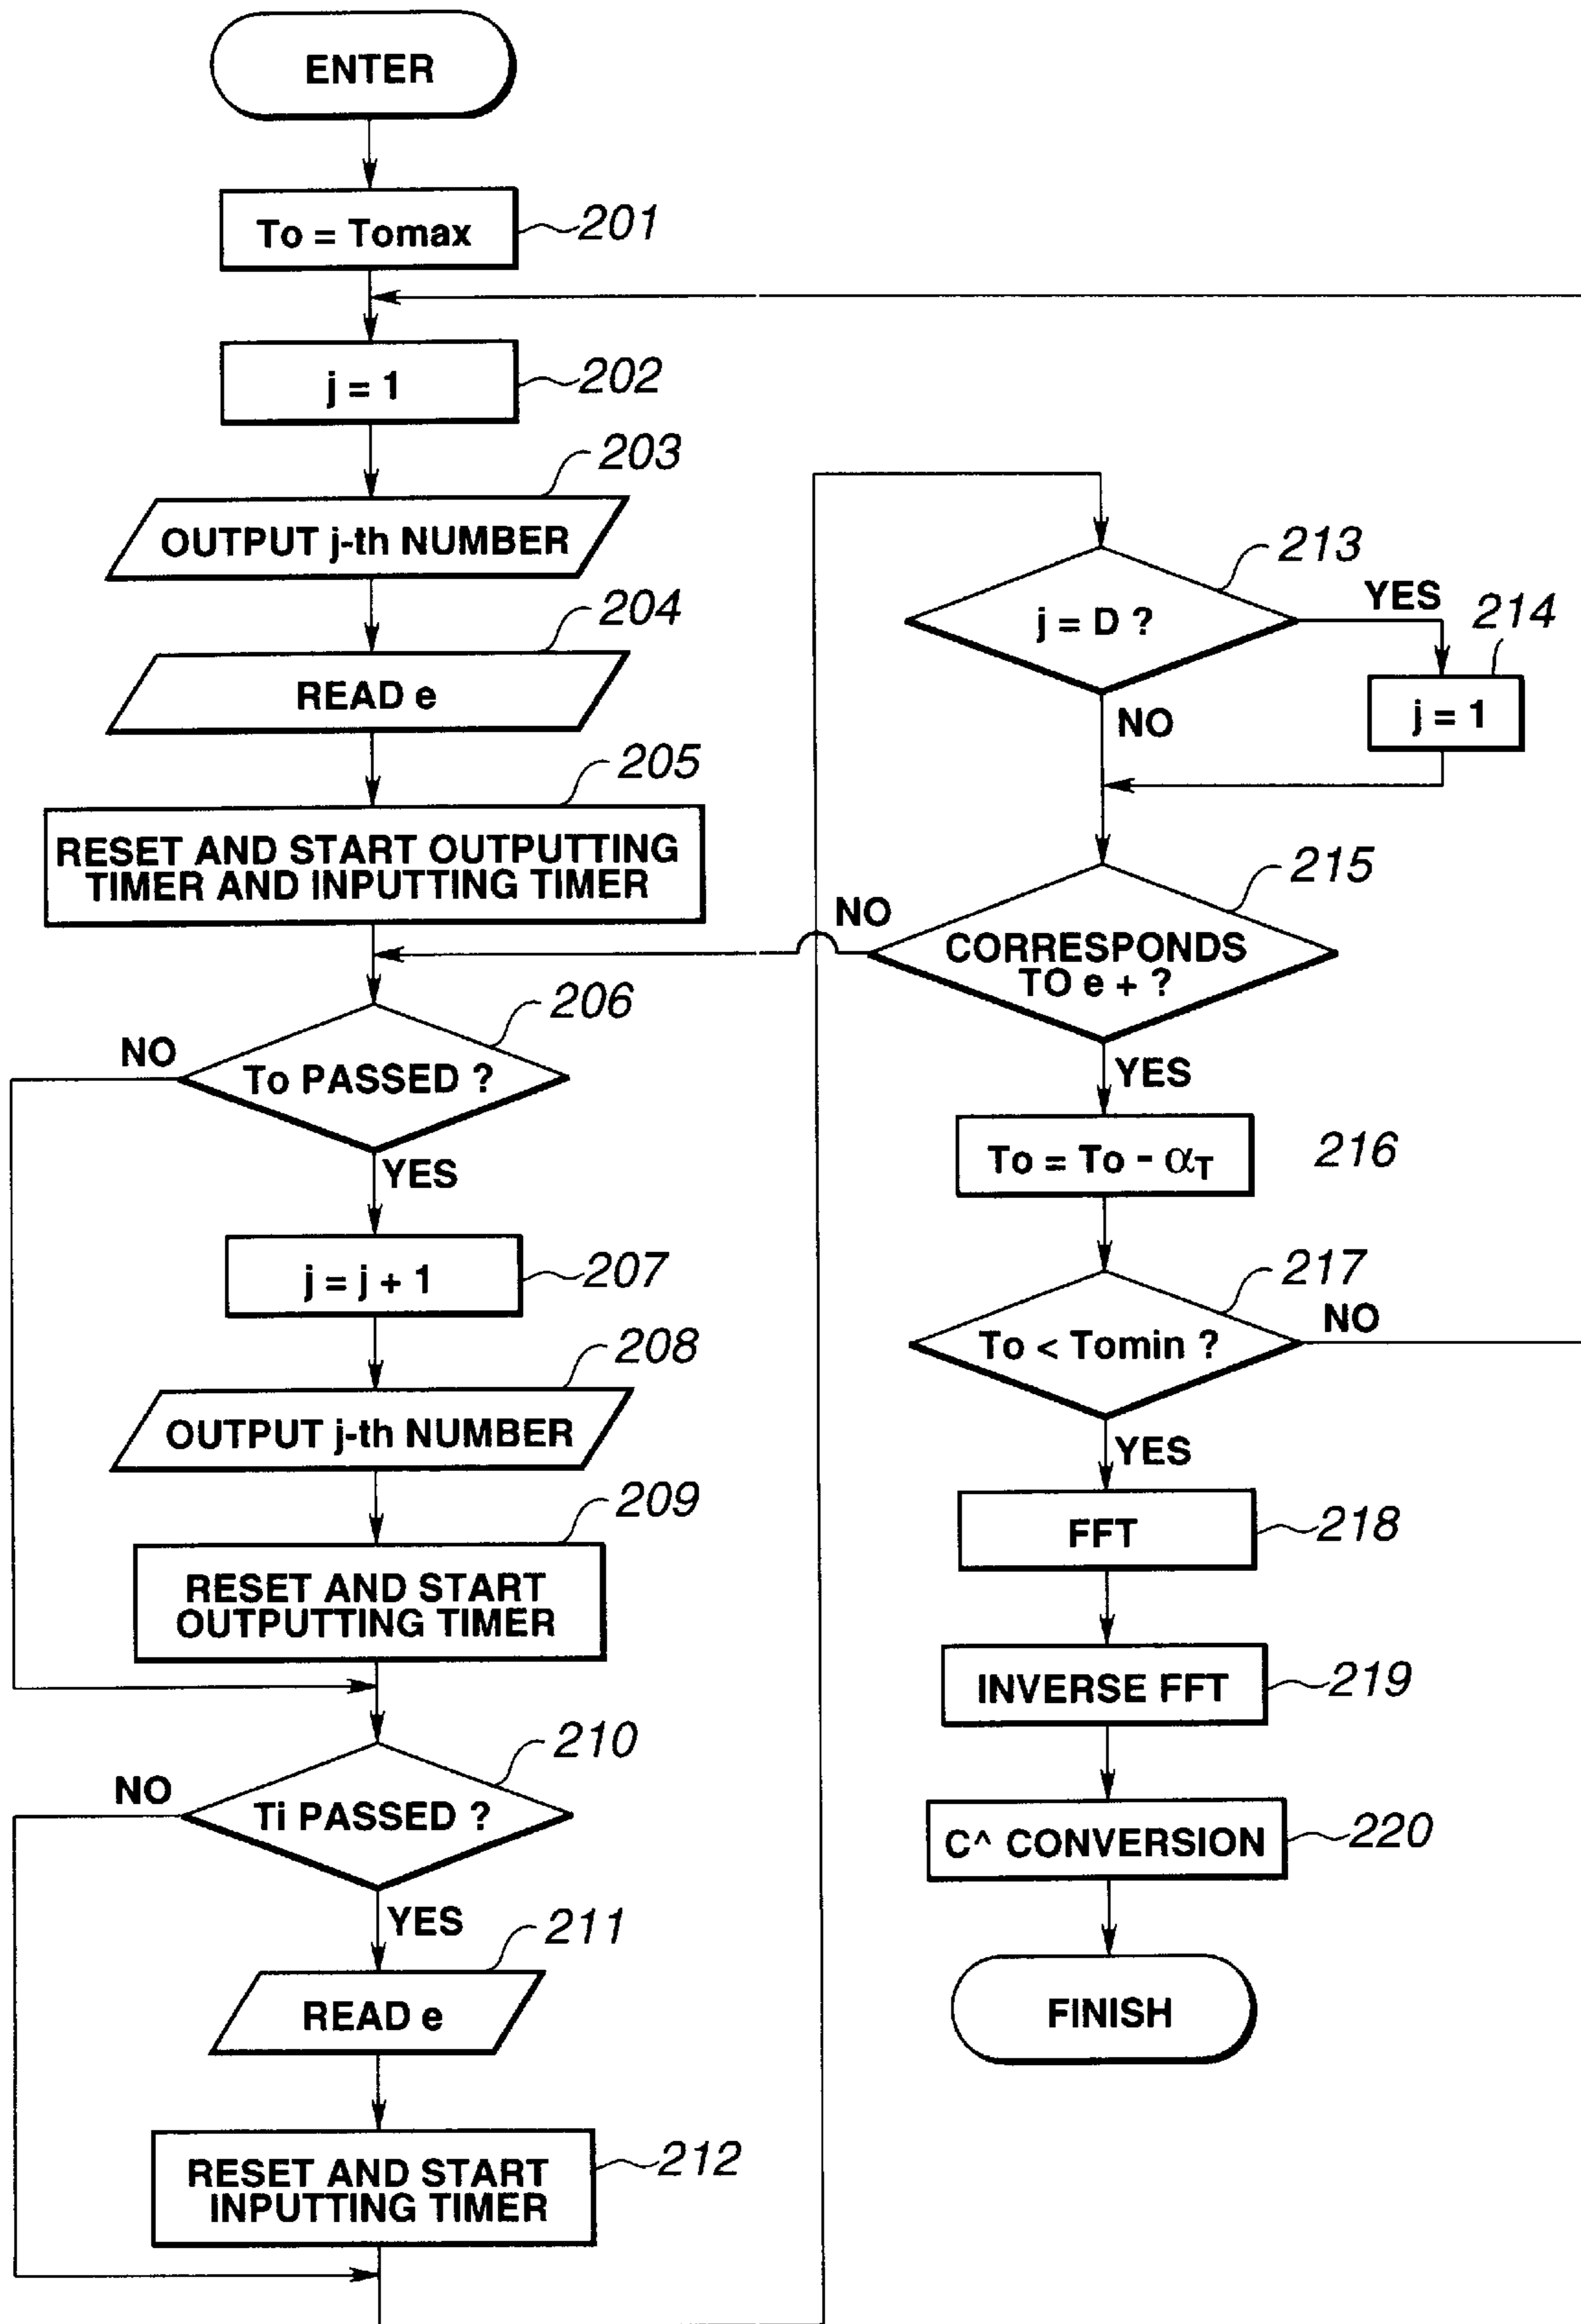 ENTER
To = Tomax
201
j = 1
202
203
OUTPUT j-th NUMBER
204
READ e
205
RESET AND START OUTPUTTING
TIMER AND INPUTTING TIMER
206
NO
To PASSED ?
YES
j = j + 1
207
208
OUTPUT j-th NUMBER
209
RESET AND START
OUTPUTTING TIMER
210
NO
Ti PASSED ?
YES
211
READ e
RESET AND START
INPUTTING TIMER
212
213
j = D ?
YES
214
j = 1
NO
215
NO
CORRESPONDS
TO e + ?
YES
To = To - αT
216
217
To < Tomin ?
NO
YES
FFT
218
INVERSE FFT
219
C^ CONVERSION
220
FINISH